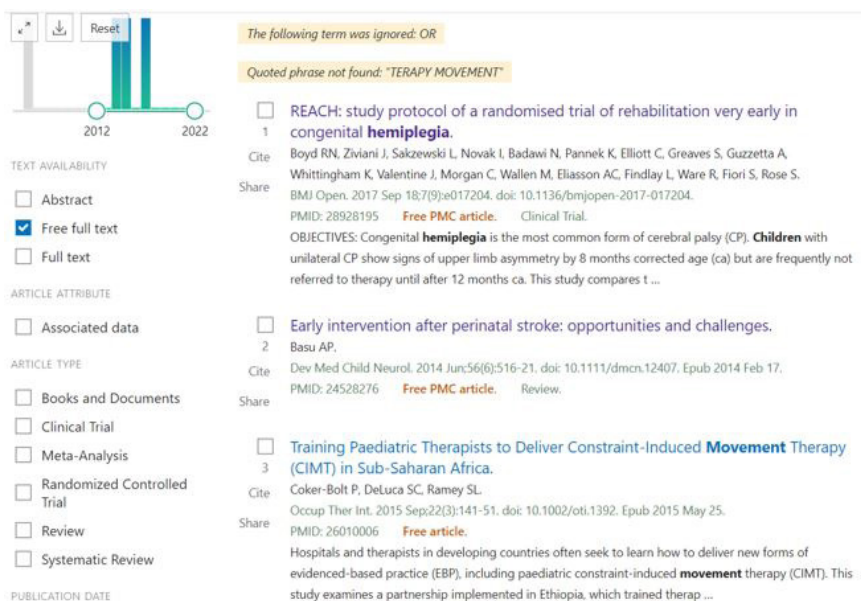 Reset
2012
2022
TEXT AVAILABILITY
Abstract
Free full text
Full text
ARTICLE ATTRIBUTE
Associated data
ARTICLE TYPE
Books and Documents
Clinical Trial
Meta-Analysis
Randomized Controlled
Trial
Review
Systematic Review
PUBLICATION DATE
The following term was ignored: OR
Quoted phrase not found: "TERAPY MOVEMENT"
1
Cite
Share
REACH: study protocol of a randomised trial of rehabilitation very early in
congenital hemiplegia.
Boyd RN, Ziviani J, Sakzewski L, Novak I, Badawi N, Pannek K, Elliott C, Greaves S, Guzzetta A,
Whittingham K, Valentine J, Morgan C, Wallen M, Eliasson AC, Findlay L, Ware R, Fiori S, Rose S.
BMJ Open. 2017 Sep 18;7(9):e017204. doi: 10.1136/bmjopen-2017-017204.
PMID: 28928195 Free PMC article. Clinical Trial.
OBJECTIVES: Congenital hemiplegia is the most common form of cerebral palsy (CP). Children with
unilateral CP show signs of upper limb asymmetry by 8 months corrected age (ca) but are frequently not
referred to therapy until after 12 months ca. This study compares t ...
2
Cite
Share
Early intervention after perinatal stroke: opportunities and challenges.
Basu AP.
Dev Med Child Neurol. 2014 Jun;56(6):516-21. doi: 10.1111/dmcn.12407. Epub 2014 Feb 17.
PMID: 24528276 Free PMC article. Review.
3
Cite
Share
Training Paediatric Therapists to Deliver Constraint-Induced Movement Therapy
(CIMT) in Sub-Saharan Africa.
Coker-Bolt P, DeLuca SC, Ramey SL.
Occup Ther Int. 2015 Sep;22(3):141-51. doi: 10.1002/oti.1392. Epub 2015 May 25.
PMID: 26010006 Free article.
Hospitals and therapists in developing countries often seek to learn how to deliver new forms of
evidenced-based practice (EBP), including paediatric constraint-induced movement therapy (CIMT). This
study examines a partnership implemented in Ethiopia, which trained therap ...